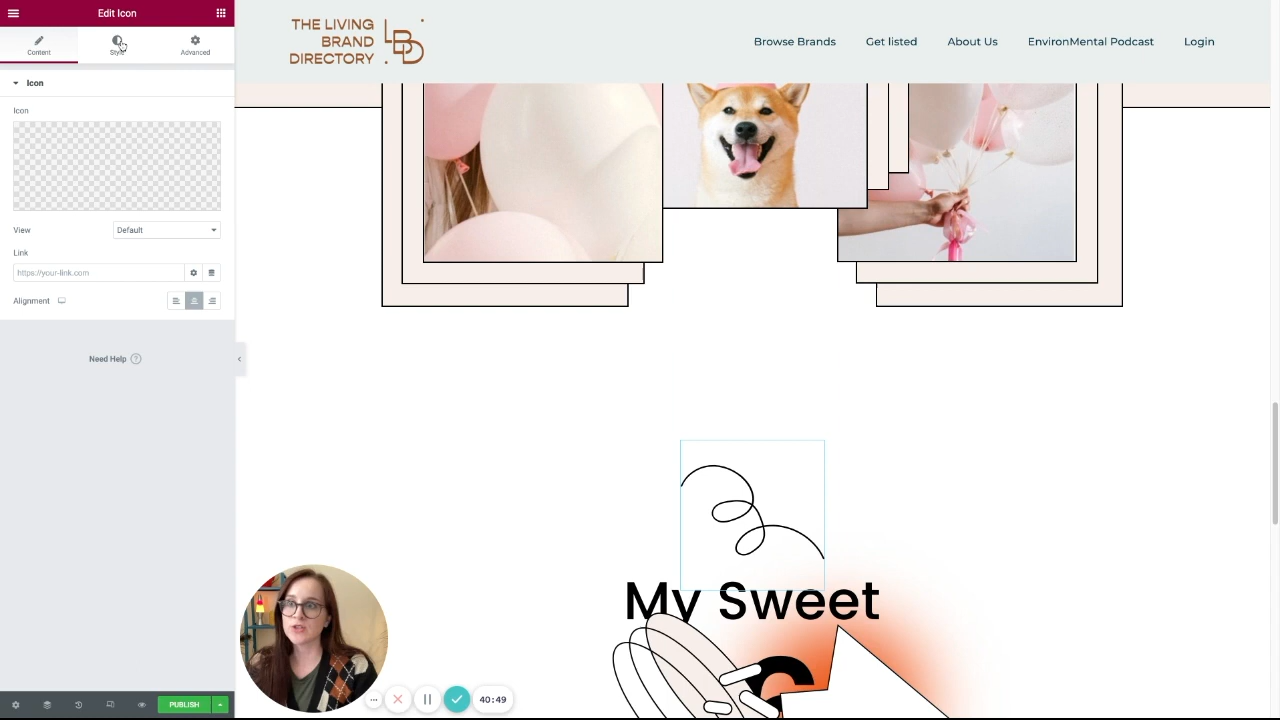 Edit Icon
Content
Style
Advanced
Icon
Icon
View
Default
Link
https://your-link.com
Alignment
Need Help ?
PUBLISH
THE LIVING
BRAND
DIRECTORY
Browse Brands
Get listed
About Us
EnvironMental Podcast
Login
My Sweet
40:49